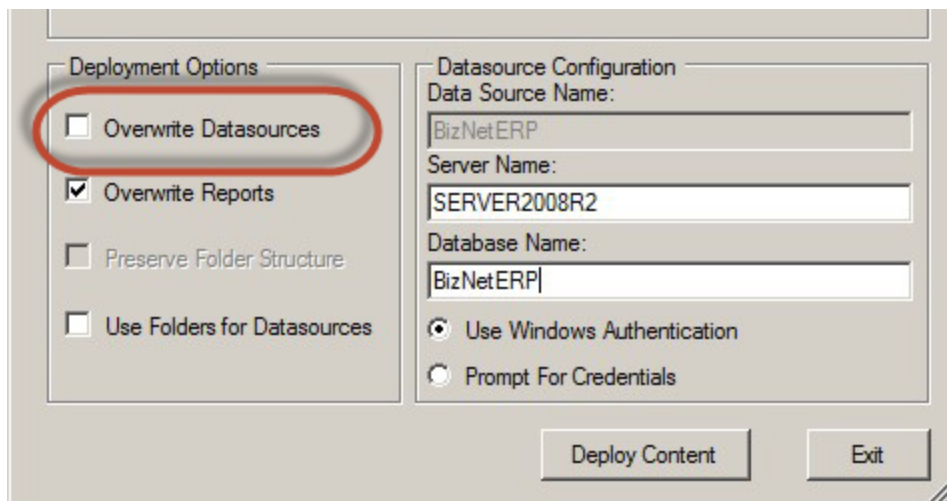 Deployment Options
Overwrite Datasources
Overwrite Reports
Preserve Folder Structure
Use Folders for Datasources
Datasource Configuration
Data Source Name:
BizNetERP
Server Name:
SERVER2008R2
Database Name:
BizNetERP
Use Windows Authentication
Prompt For Credentials
Deploy Content
Exit